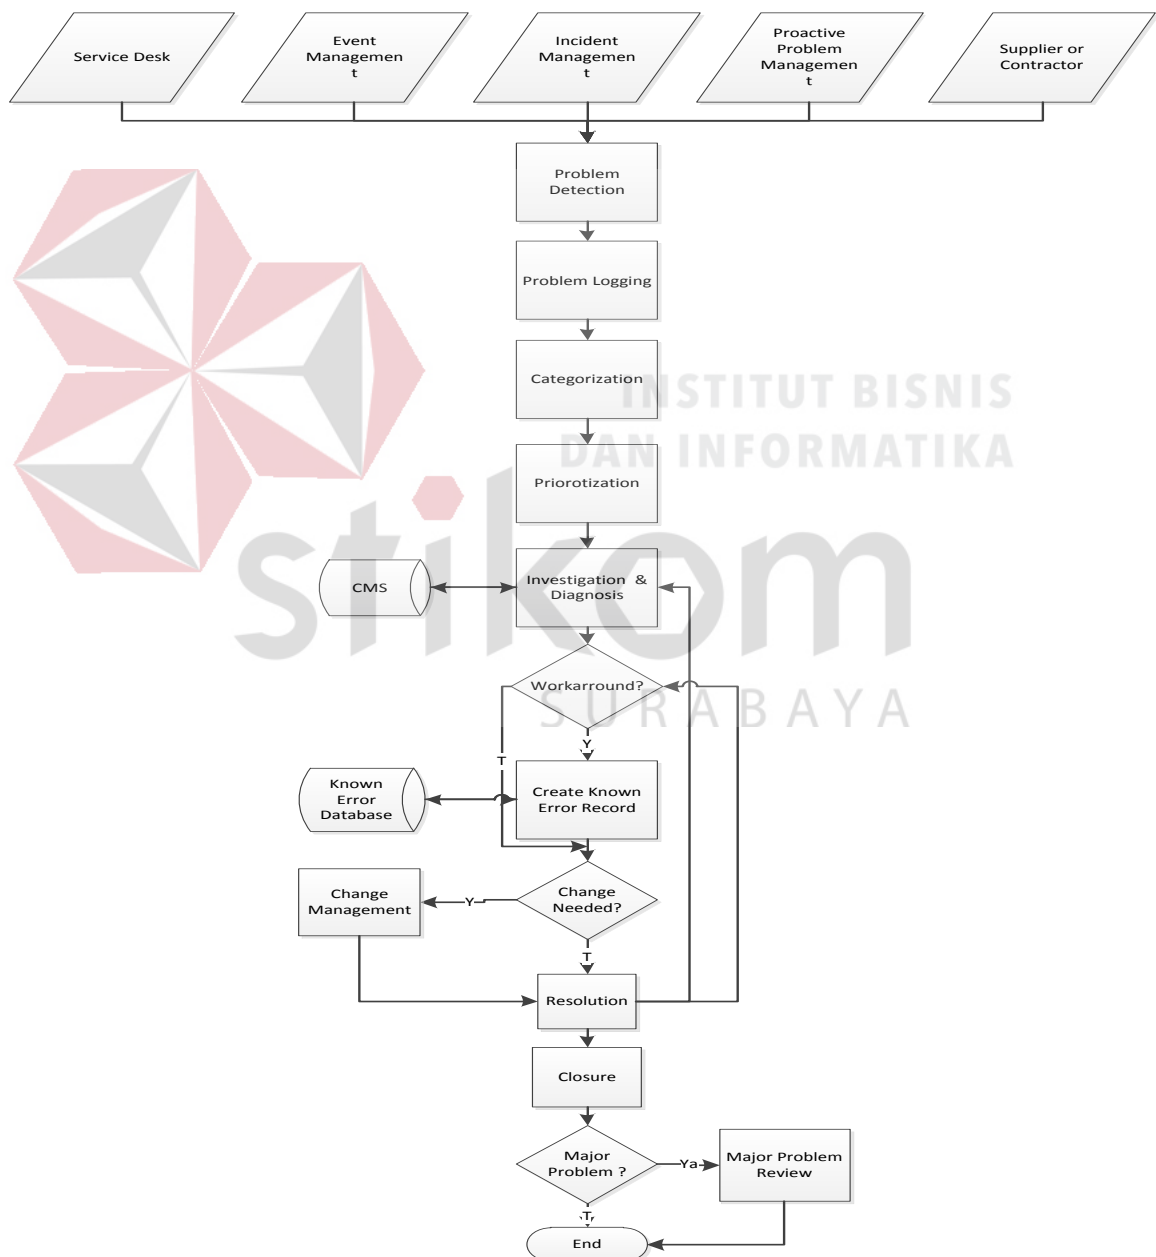 Service Desk
Event
Managemen
t
Incident
Managemen
t
Proactive
Problem
Managemen
t
Supplier or
Contractor
Problem
Detection
Problem Logging
Categorization
INSTITUT BISNIS
DAN INFORMATIKA
Priorotization
stikom
SURABAYA
CMS
Investigation &
Diagnosis
Workarround?
Y
T
Known
Error
Database
Create Known
Error Record
Change
Management
Y
Change
Needed?
T
Resolution
Closure
Major
Problem ?
Ya
Major Problem
Review
T
End